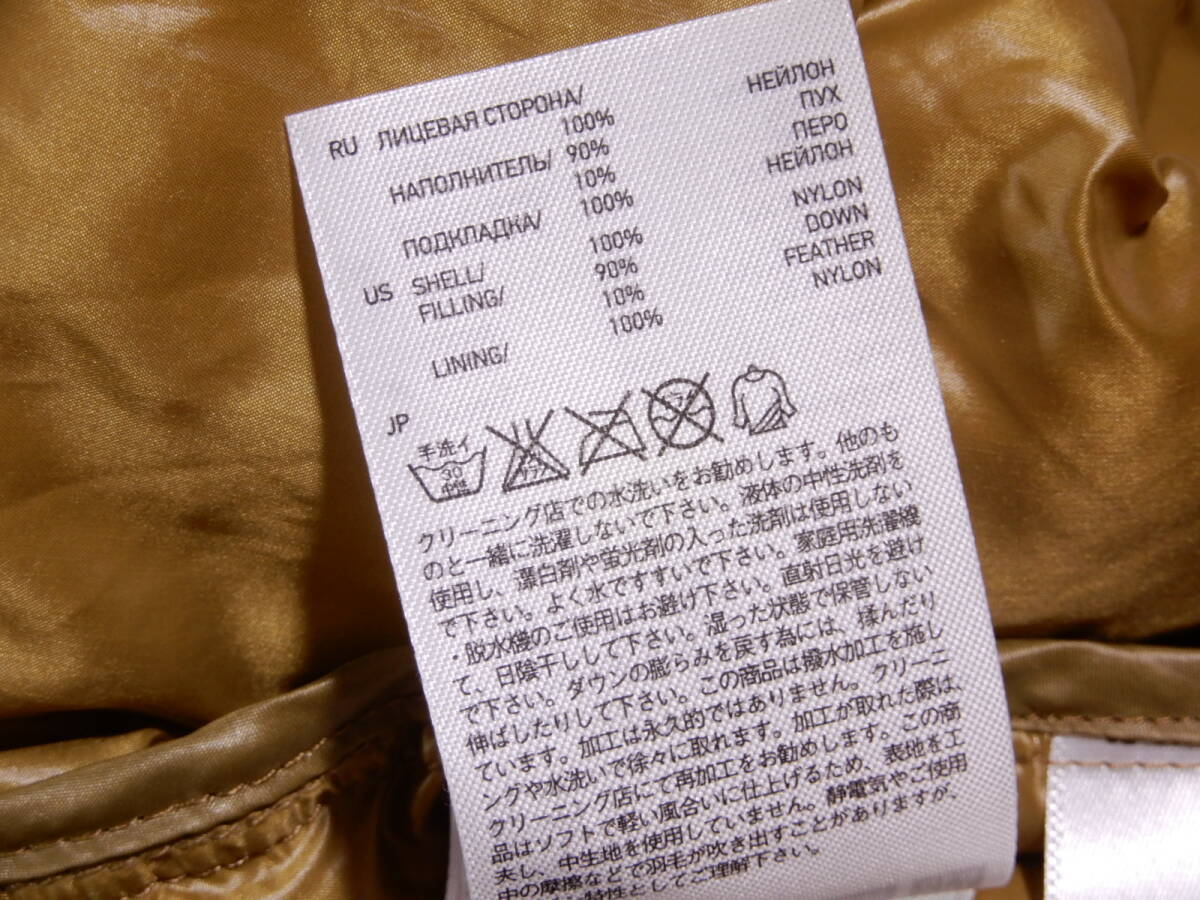 RU ЛИЦЕВАЯ СТОРОНА/
100% НЕЙЛОН
НАПОЛНИТЕЛЬ/ 90% ПУХ
10% ПЕРО
ПОДКЛАДКА/ 100% НЕЙЛОН
US SHELL/ 100% NYLON
FILLING/ 90% DOWN
10% FEATHER
LINING/ 100% NYLON
JP
手洗イ
30
中性
クリーニング店での水洗いをお勧めします。他のも
のと一緒に洗濯しないで下さい。液体の中性洗剤を
使用し、漂白剤や蛍光剤の入った洗剤は使用しない
で下さい。よく水ですすいで下さい。家庭用洗濯機
・脱水機のご使用はお避け下さい。直射日光を避け
て、日陰干しして下さい。湿った状態で保管しない
で下さい。ダウンの膨らみを戻す為には、揉んだり
伸ばしたりして下さい。この商品は撥水加工を施し
ています。加工は永久的ではありません。クリーニ
ングや水洗いで徐々に取れます。加工が取れた際は、
クリーニング店にて再加工をお勧めします。この商
品はソフトで軽い風合いに仕上げるため、表地を工
夫し、中生地を使用していません。静電気やご使用
中の摩擦などで羽毛が吹き出すことがありますが、
特性としてご理解下さい。